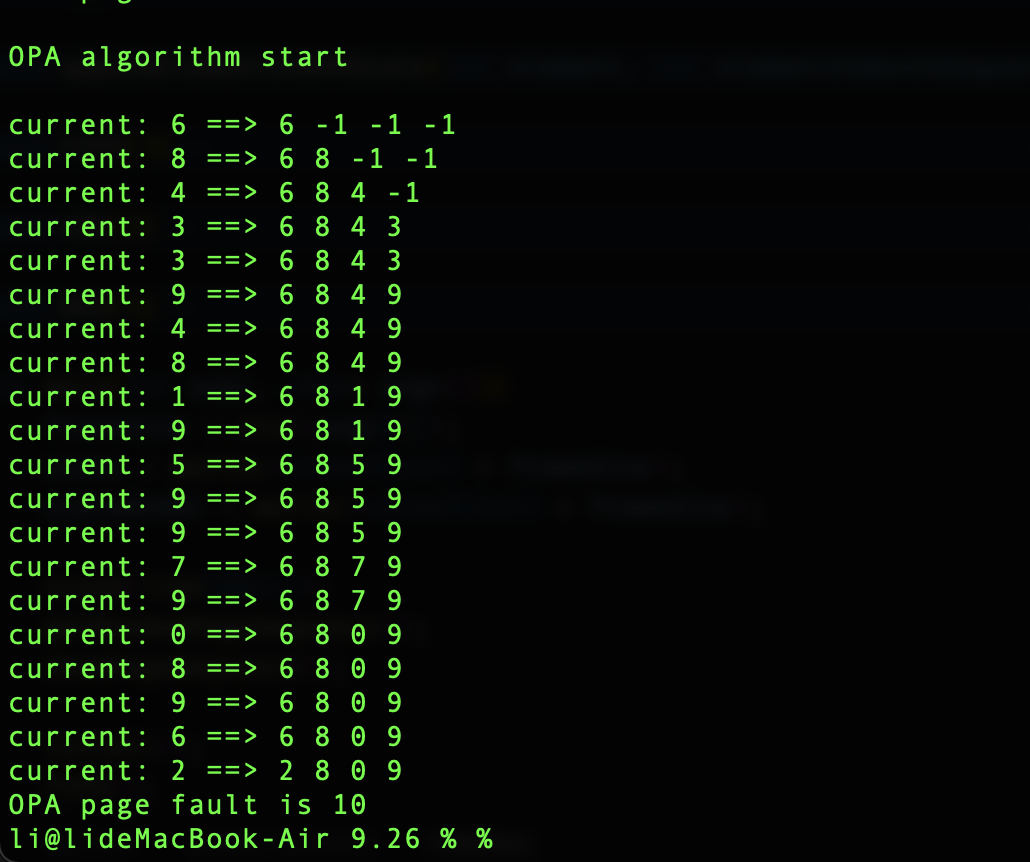 OPA algorithm start
current: 6 ==> 6 -1 -1 -1
current: 8 ==> 6 8 -1 -1
current: 4 ==> 6 8 4 -1
current: 3 ==> 6 8 4 3
current: 3 ==> 6 8 4 3
current: 9 ==> 6 8 4 9
current: 4 ==> 6 8 4 9
current: 8 ==> 6 8 4 9
current: 1 ==> 6 8 1 9
current: 9 ==> 6 8 1 9
current: 5 ==> 6 8 5 9
current: 9 ==> 6 8 5 9
current: 9 ==> 6 8 5 9
current: 7 ==> 6 8 7 9
current: 9 ==> 6 8 7 9
current: 0 ==> 6 8 0 9
current: 8 ==> 6 8 0 9
current: 9 ==> 6 8 0 9
current: 6 ==> 6 8 0 9
current: 2 ==> 2 8 0 9
OPA page fault is 10
li@lideMacBook-Air 9.26 % %